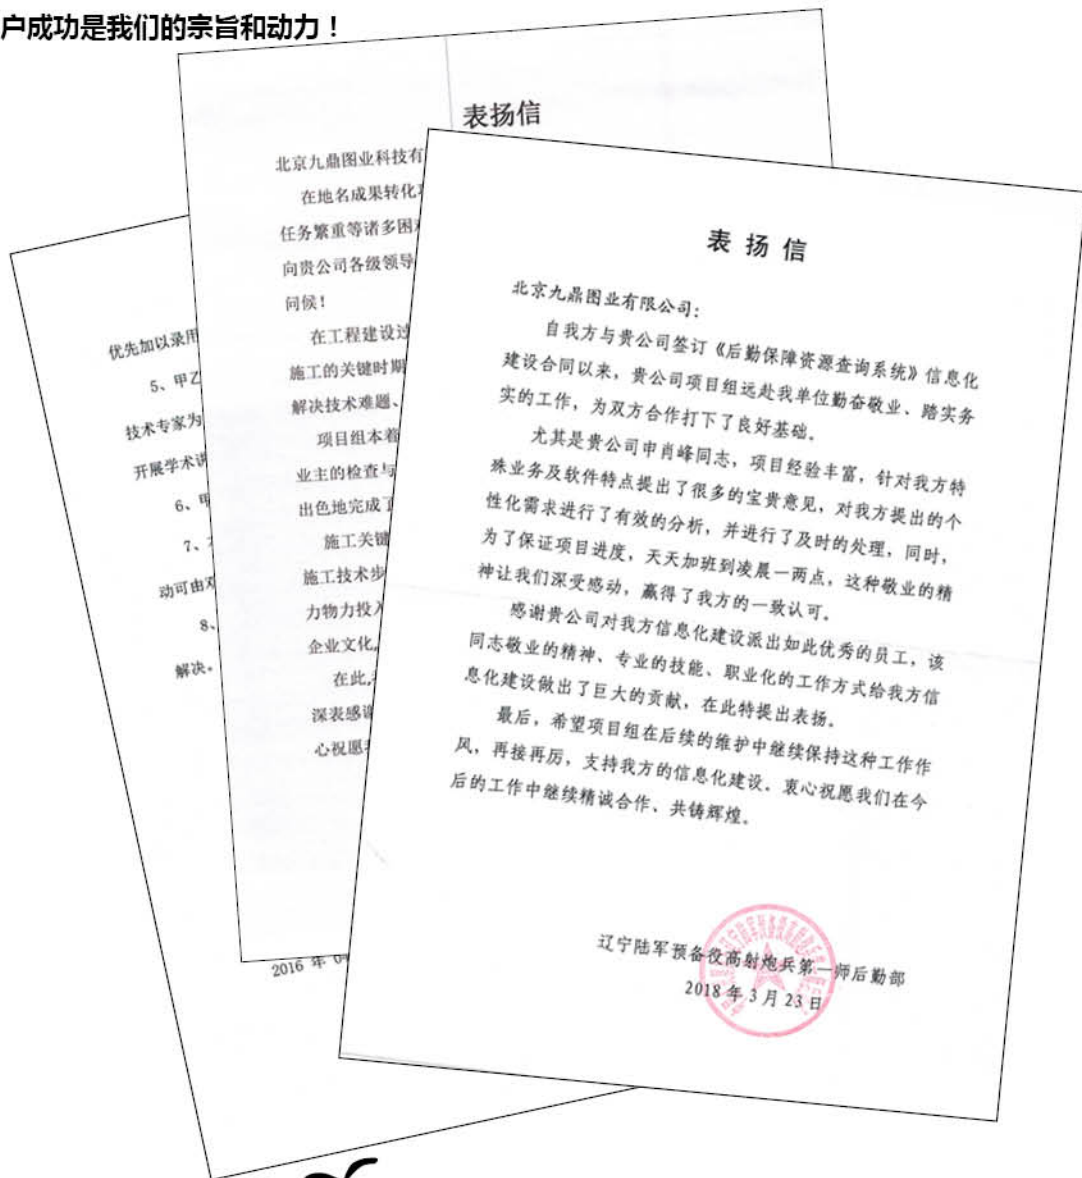 户成功是我们的宗旨和动力！
表扬信
北京九鼎图业科技有
在地名成果转化
任务繁重等诸多困
向贵公司各级领导
问候！
在工程建设过
施工的关键时期
解决技术难题、
项目组本着
业主的检查与
出色地完成了
施工关键
施工技术步
力物力投入
企业文化,
在此,
深表感谢
心祝愿
优先加以录用
5、甲乙
技术专家为
开展学术讲
6、甲
7、
动可由
8、
解决。
2016 年 0
表扬信
北京九鼎图业有限公司：
自我方与贵公司签订《后勤保障资源查询系统》信息化
建设合同以来，贵公司项目组远赴我单位勤奋敬业、踏实务
实的工作，为双方合作打下了良好基础。
尤其是贵公司申肖峰同志，项目经验丰富，针对我方特
殊业务及软件特点提出了很多的宝贵意见，对我方提出的个
性化需求进行了有效的分析，并进行了及时的处理，同时，
为了保证项目进度，天天加班到凌晨一两点，这种敬业的精
神让我们深受感动，赢得了我方的一致认可。
感谢贵公司对我方信息化建设派出如此优秀的员工，该
同志敬业的精神、专业的技能、职业化的工作方式给我方信
息化建设做出了巨大的贡献，在此特提出表扬。
最后，希望项目组在后续的维护中继续保持这种工作作
风，再接再厉，支持我方的信息化建设。衷心祝愿我们在今
后的工作中继续精诚合作、共铸辉煌。
辽宁陆军预备役高射炮兵第一师后勤部
2018 年 3 月 23 日